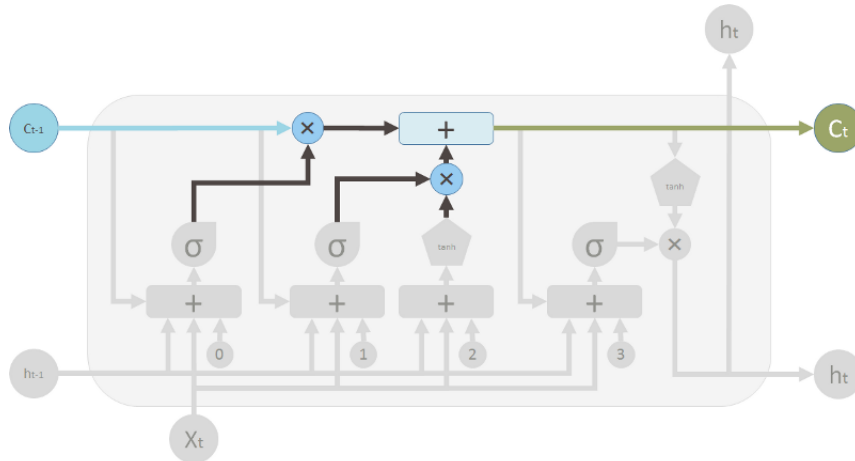 ht
Ct-1
×
+
Ct
×
tanh
σ
σ
tanh
σ
×
+
+
+
+
0
1
2
3
ht-1
ht
Xt